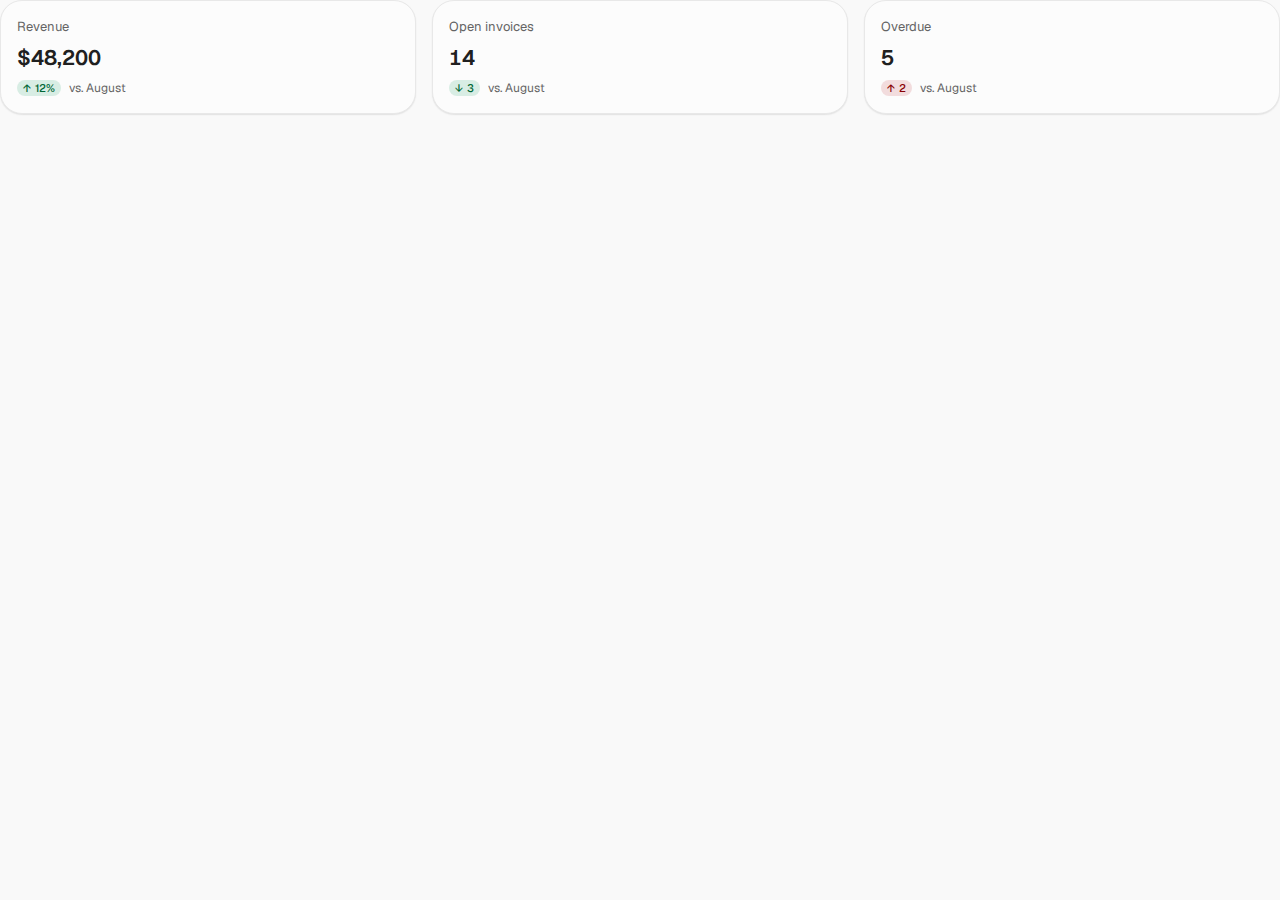 Revenue
$48,200
↑ 12% vs. August
Open invoices
14
↓ 3 vs. August
Overdue
5
↑ 2 vs. August